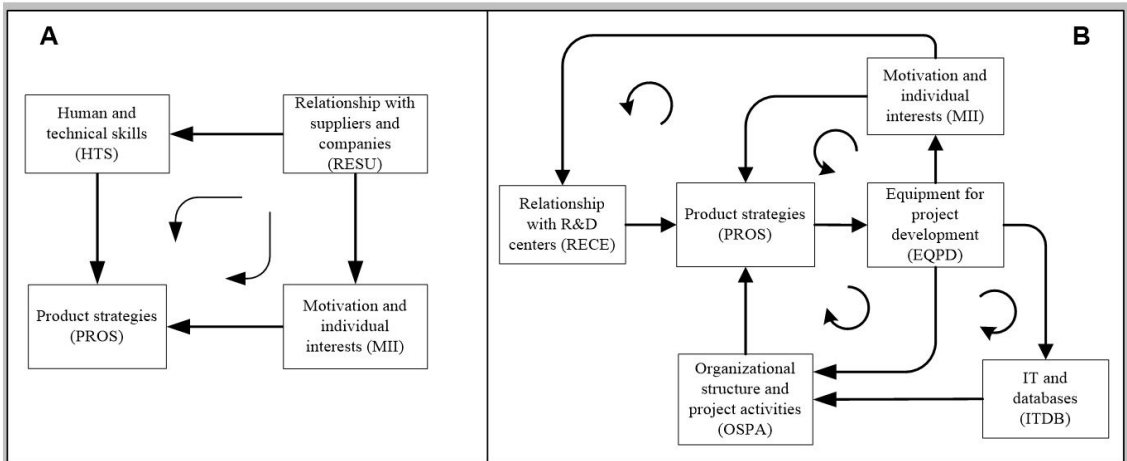 A
Human and
technical skills
(HTS)
Relationship with
suppliers and
companies
(RESU)
Product strategies
(PROS)
Motivation and
individual
interests (MII)
B
Motivation and
individual
interests (MII)
Relationship
with R&D
centers (RECE)
Product strategies
(PROS)
Equipment for
project
development
(EQPD)
Organizational
structure and
project activities
(OSPA)
IT and
databases
(ITDB)